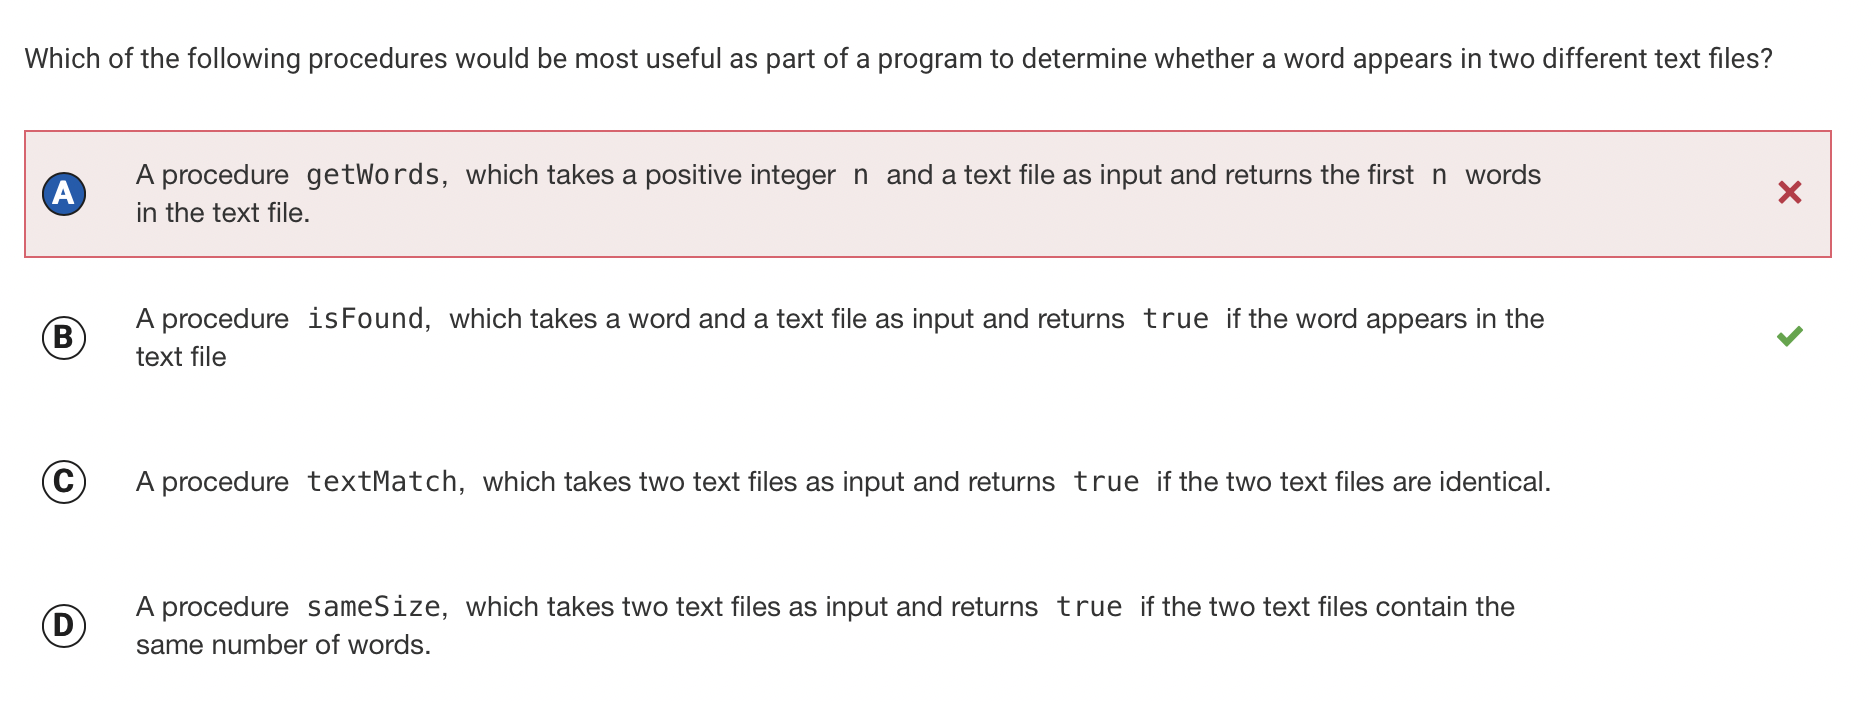 Which of the following procedures would be most useful as part of a program to determine whether a word appears in two different text files?
A A procedure getWords, which takes a positive integer n and a text file as input and returns the first n words
in the text file.
B A procedure isFound, which takes a word and a text file as input and returns true if the word appears in the
text file
C A procedure textMatch, which takes two text files as input and returns true if the two text files are identical.
D A procedure sameSize, which takes two text files as input and returns true if the two text files contain the
same number of words.